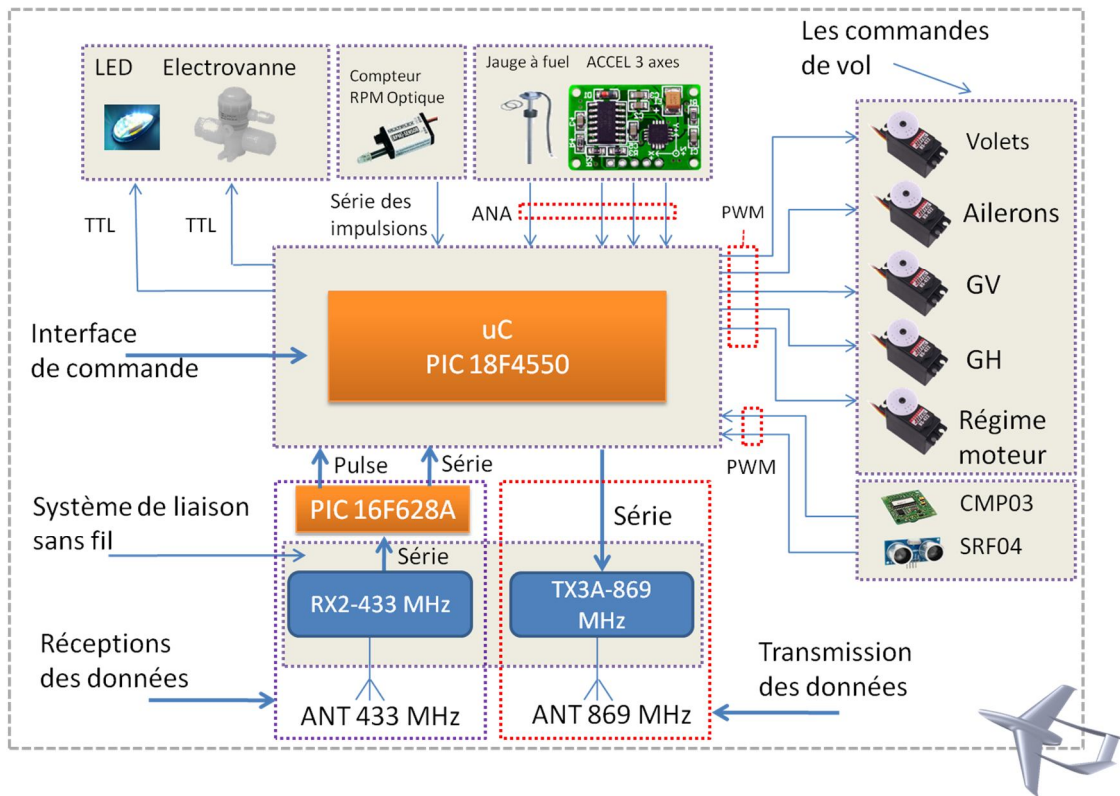 Les commandes
de vol
LED
Electrovanne
Compteur
RPM Optique
Jauge à fuel
ACCEL 3 axes
Volets
Ailerons
GV
GH
Régime
moteur
TTL
TTL
Série des
impulsions
ANA
PWM
uC
PIC 18F4550
Interface
de commande
PWM
CMP03
SRF04
Pulse
Série
PIC 16F628A
Série
Série
Système de liaison
sans fil
RX2-433 MHz
TX3A-869
MHz
Réceptions
des données
Transmission
des données
ANT 433 MHz
ANT 869 MHz